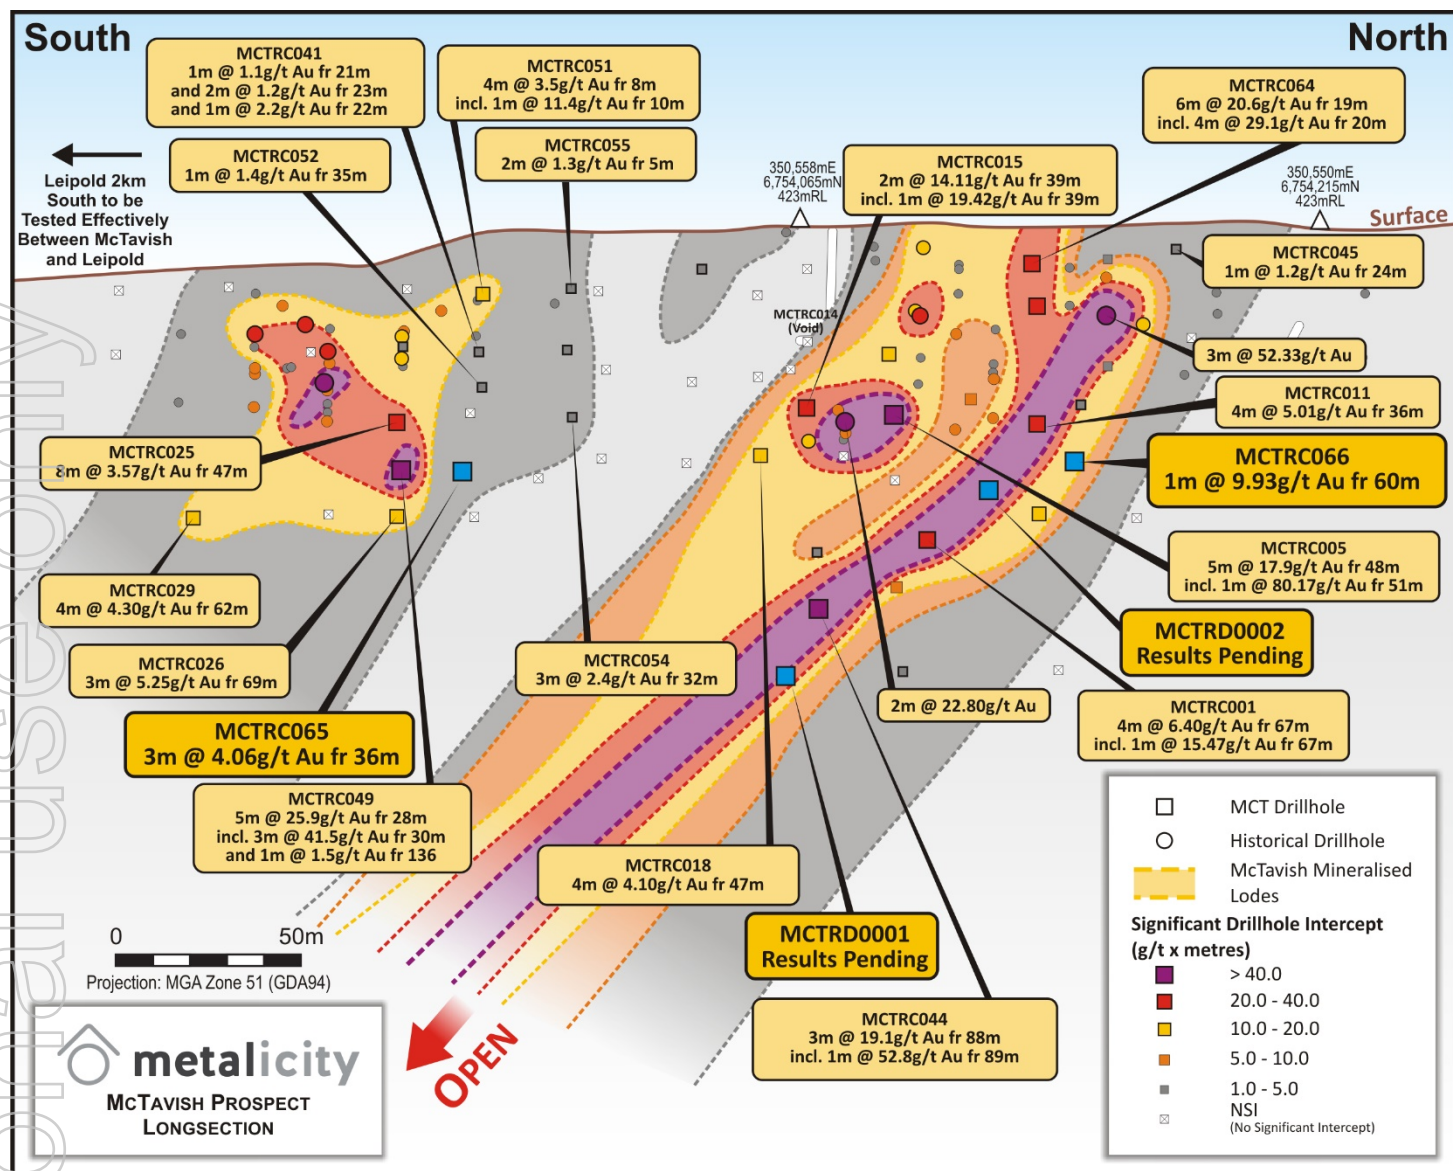 South
North
MCTRC041
1m @ 1.1g/t Au fr 21m
and 2m @ 1.2g/t Au fr 23m
and 1m @ 2.2g/t Au fr 22m
MCTRC051
4m @ 3.5g/t Au fr 8m
incl. 1m @ 11.4g/t Au fr 10m
MCTRC064
6m @ 20.6g/t Au fr 19m
incl. 4m @ 29.1g/t Au fr 20m
MCTRC052
1m @ 1.4g/t Au fr 35m
MCTRC055
2m @ 1.3g/t Au fr 5m
MCTRC015
2m @ 14.11g/t Au fr 39m
incl. 1m @ 19.42g/t Au fr 39m
350,558mE
6,754,065mN
423mRL
350,550mE
6,754,215mN
423mRL
Leipold 2km
South to be
Tested Effectively
Between McTavish
and Leipold
Surface
MCTRC045
1m @ 1.2g/t Au fr 24m
MCTRC014
(Void)
3m @ 52.33g/t Au
MCTRC011
4m @ 5.01g/t Au fr 36m
MCTRC025
8m @ 3.57g/t Au fr 47m
MCTRC066
1m @ 9.93g/t Au fr 60m
MCTRC005
5m @ 17.9g/t Au fr 48m
incl. 1m @ 80.17g/t Au fr 51m
MCTRC029
4m @ 4.30g/t Au fr 62m
MCTRD0002
Results Pending
MCTRC026
3m @ 5.25g/t Au fr 69m
MCTRC054
3m @ 2.4g/t Au fr 32m
2m @ 22.80g/t Au
MCTRC001
4m @ 6.40g/t Au fr 67m
incl. 1m @ 15.47g/t Au fr 67m
MCTRC065
3m @ 4.06g/t Au fr 36m
MCTRC049
5m @ 25.9g/t Au fr 28m
incl. 3m @ 41.5g/t Au fr 30m
and 1m @ 1.5g/t Au fr 136
MCTRC018
4m @ 4.10g/t Au fr 47m
MCTRD0001
Results Pending
MCTRC044
3m @ 19.1g/t Au fr 88m
incl. 1m @ 52.8g/t Au fr 89m
OPEN
0 50m
Projection: MGA Zone 51 (GDA94)
metalicity
MCTAVISH PROSPECT
LONGSECTION
MCT Drillhole
Historical Drillhole
McTavish Mineralised
Lodes
Significant Drillhole Intercept
(g/t x metres)
> 40.0
20.0 - 40.0
10.0 - 20.0
5.0 - 10.0
1.0 - 5.0
NSI
(No Significant Intercept)
onal use only